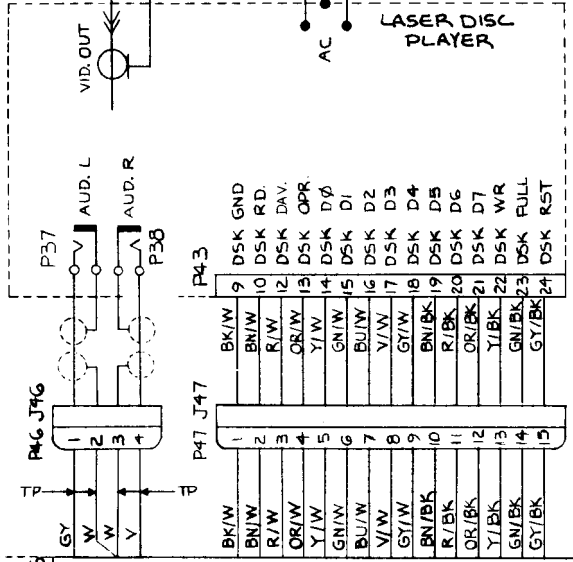 LASER DISC
PLAYER
VID. OUT
AC
AUD. L
AUD. R
P37
P38
P43
DSK GND
DSK RD.
DSK DAV.
DSK OPR.
DSK DØ
DSK D1
DSK D2
DSK D3
DSK D4
DSK D5
DSK D6
DSK D7
DSK WR
DSK FULL
DSK RST
9 10 12 13 14 15 16 17 18 19 20 21 22 23 24
BK/W
BN/W
R/W
OR/W
Y/W
GN/W
BU/W
V/W
GY/W
BN/BK
R/BK
OR/BK
Y/BK
GN/BK
GY/BK
P46 J46
1 2 3 4
P47 J47
1 2 3 4 5 6 7 8 9 10 11 12 13 14 15
TP
TP
GY
W
W
V
BK/W
BN/W
R/W
OR/W
Y/W
GN/W
BU/W
V/W
GY/W
BN/BK
R/BK
OR/BK
Y/BK
GN/BK
GY/BK